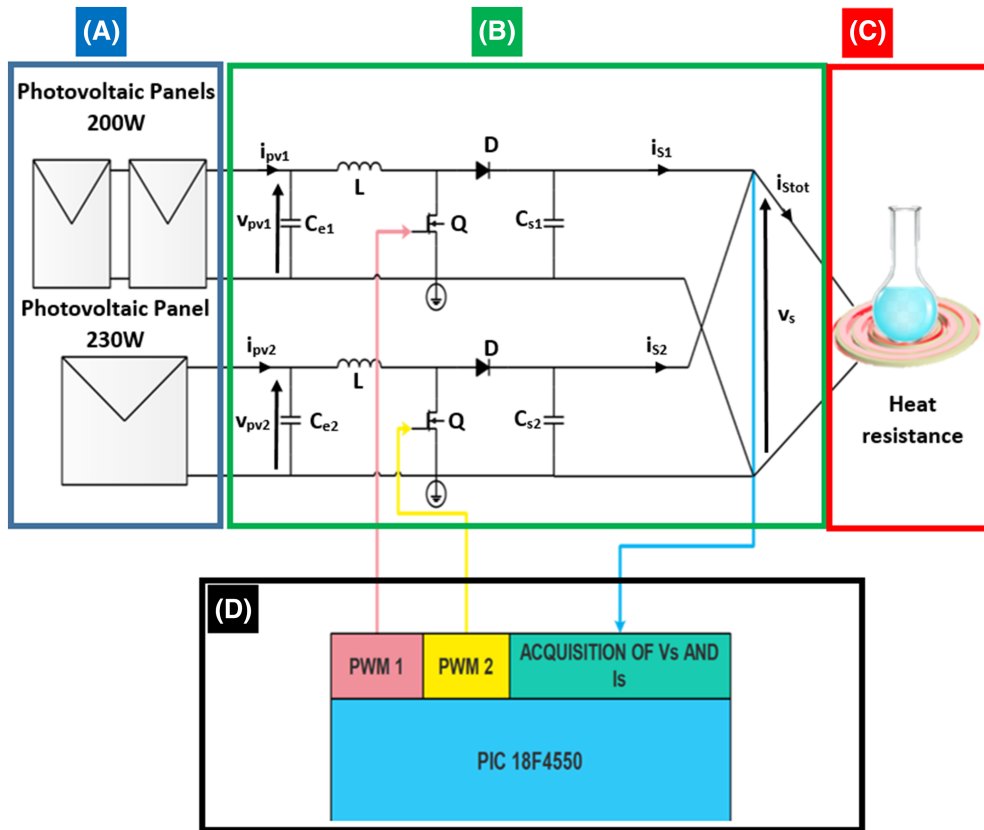 (A)
(B)
(C)
Photovoltaic Panels
200W
ipv1
L
D
iS1
iStot
vpv1
Ce1
Q
Cs1
Photovoltaic Panel
230W
vs
ipv2
L
D
iS2
vpv2
Ce2
Q
Cs2
Heat
resistance
(D)
PWM 1
PWM 2
ACQUISITION OF Vs AND
Is
PIC 18F4550